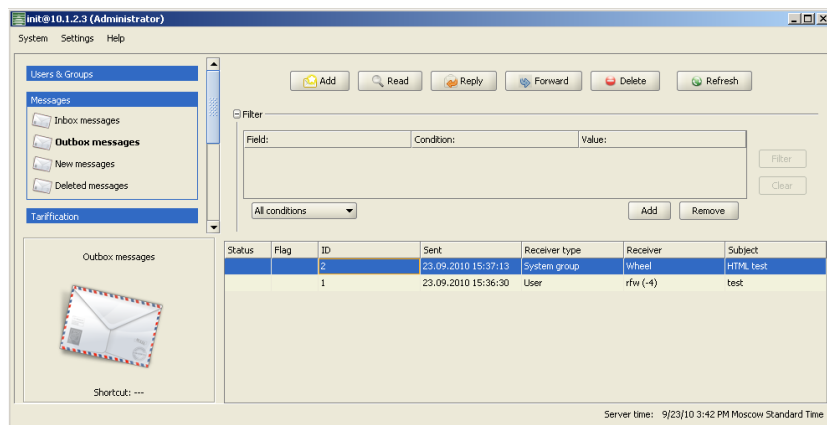 init@10.1.2.3 (Administrator)
System Settings Help
Users & Groups
Messages
Inbox messages
Outbox messages
New messages
Deleted messages
Tariffication
Outbox messages
Shortcut: ---
Add Read Reply Forward Delete Refresh
Filter
Field: Condition: Value:
Filter
Clear
All conditions Add Remove
Status Flag ID Sent Receiver type Receiver Subject
2 23.09.2010 15:37:13 System group Wheel HTML test
1 23.09.2010 15:36:30 User rfw (-4) test
Server time: 9/23/10 3:42 PM Moscow Standard Time